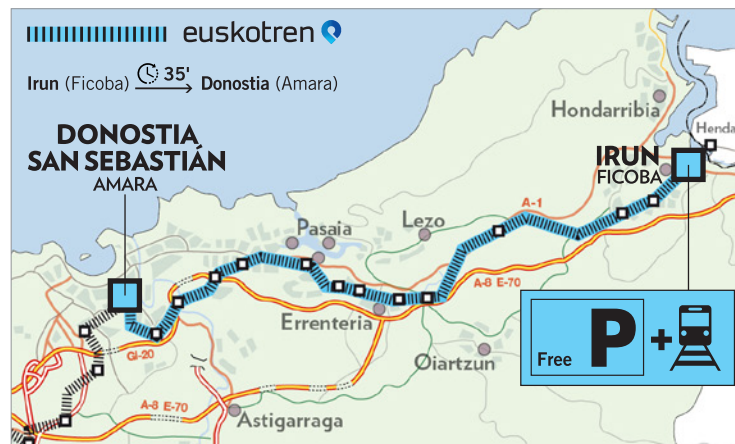 euskotren
Irun (Ficoba) 35' Donostia (Amara)
DONOSTIA
SAN SEBASTIÁN
AMARA
Hondarribia
Henda
IRUN
FICOBA
A-1
Lezo
Pasaia
A-8 E-70
Errenteria
Oiartzun
GI-20
A-8 E-70
Astigarraga
Free P +